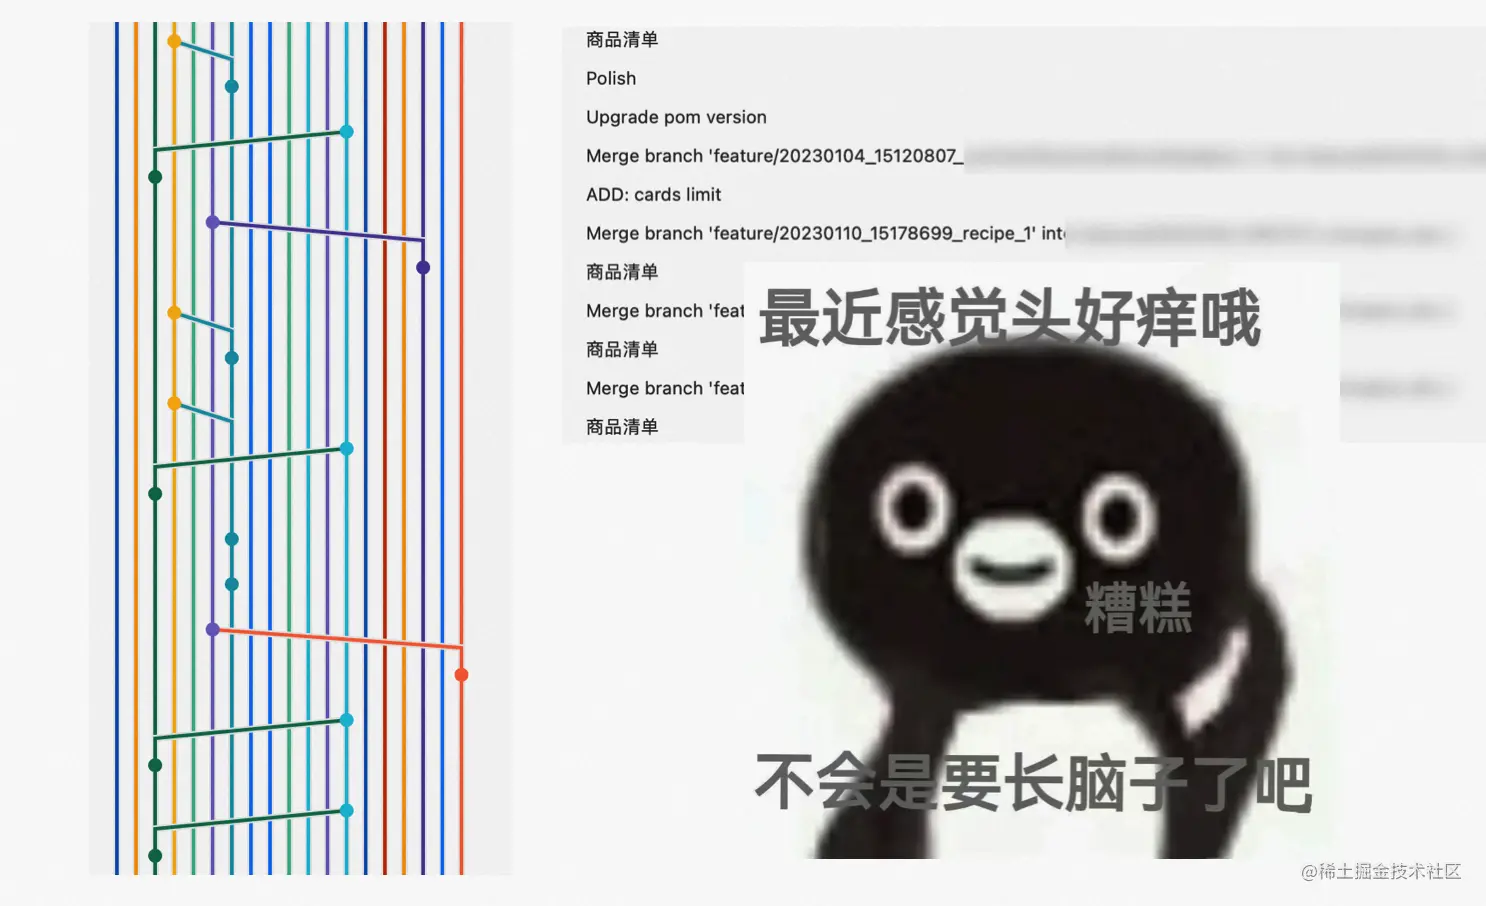 商品清单
Polish
Upgrade pom version
Merge branch 'feature/20230104_15120807_
ADD: cards limit
Merge branch 'feature/20230110_15178699_recipe_1' into
商品清单
Merge branch 'feat
商品清单
Merge branch 'feat
商品清单
最近感觉头好痒哦
糟糕
不会是要长脑子了吧
@稀土掘金技术社区